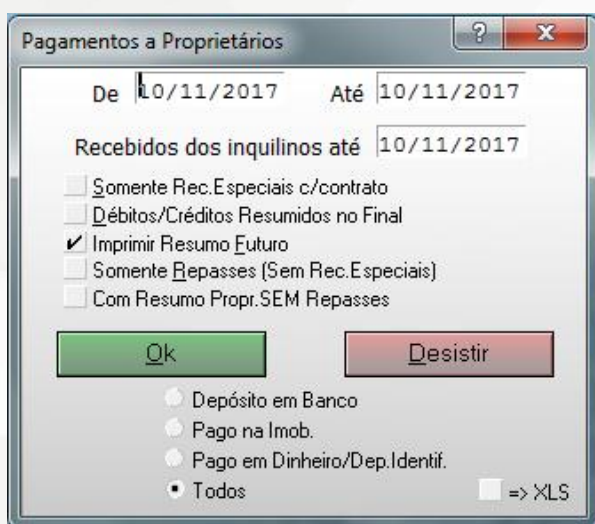 Pagamentos a Proprietários
De 10/11/2017 Até 10/11/2017
Recebidos dos inquilinos até 10/11/2017
Somente Rec.Especiais c/contrato
Débitos/Créditos Resumidos no Final
Imprimir Resumo Futuro
Somente Repasses (Sem Rec.Especiais)
Com Resumo Propr.SEM Repasses
Ok Desistir
Depósito em Banco
Pago na Imob.
Pago em Dinheiro/Dep.Identif.
Todos => XLS